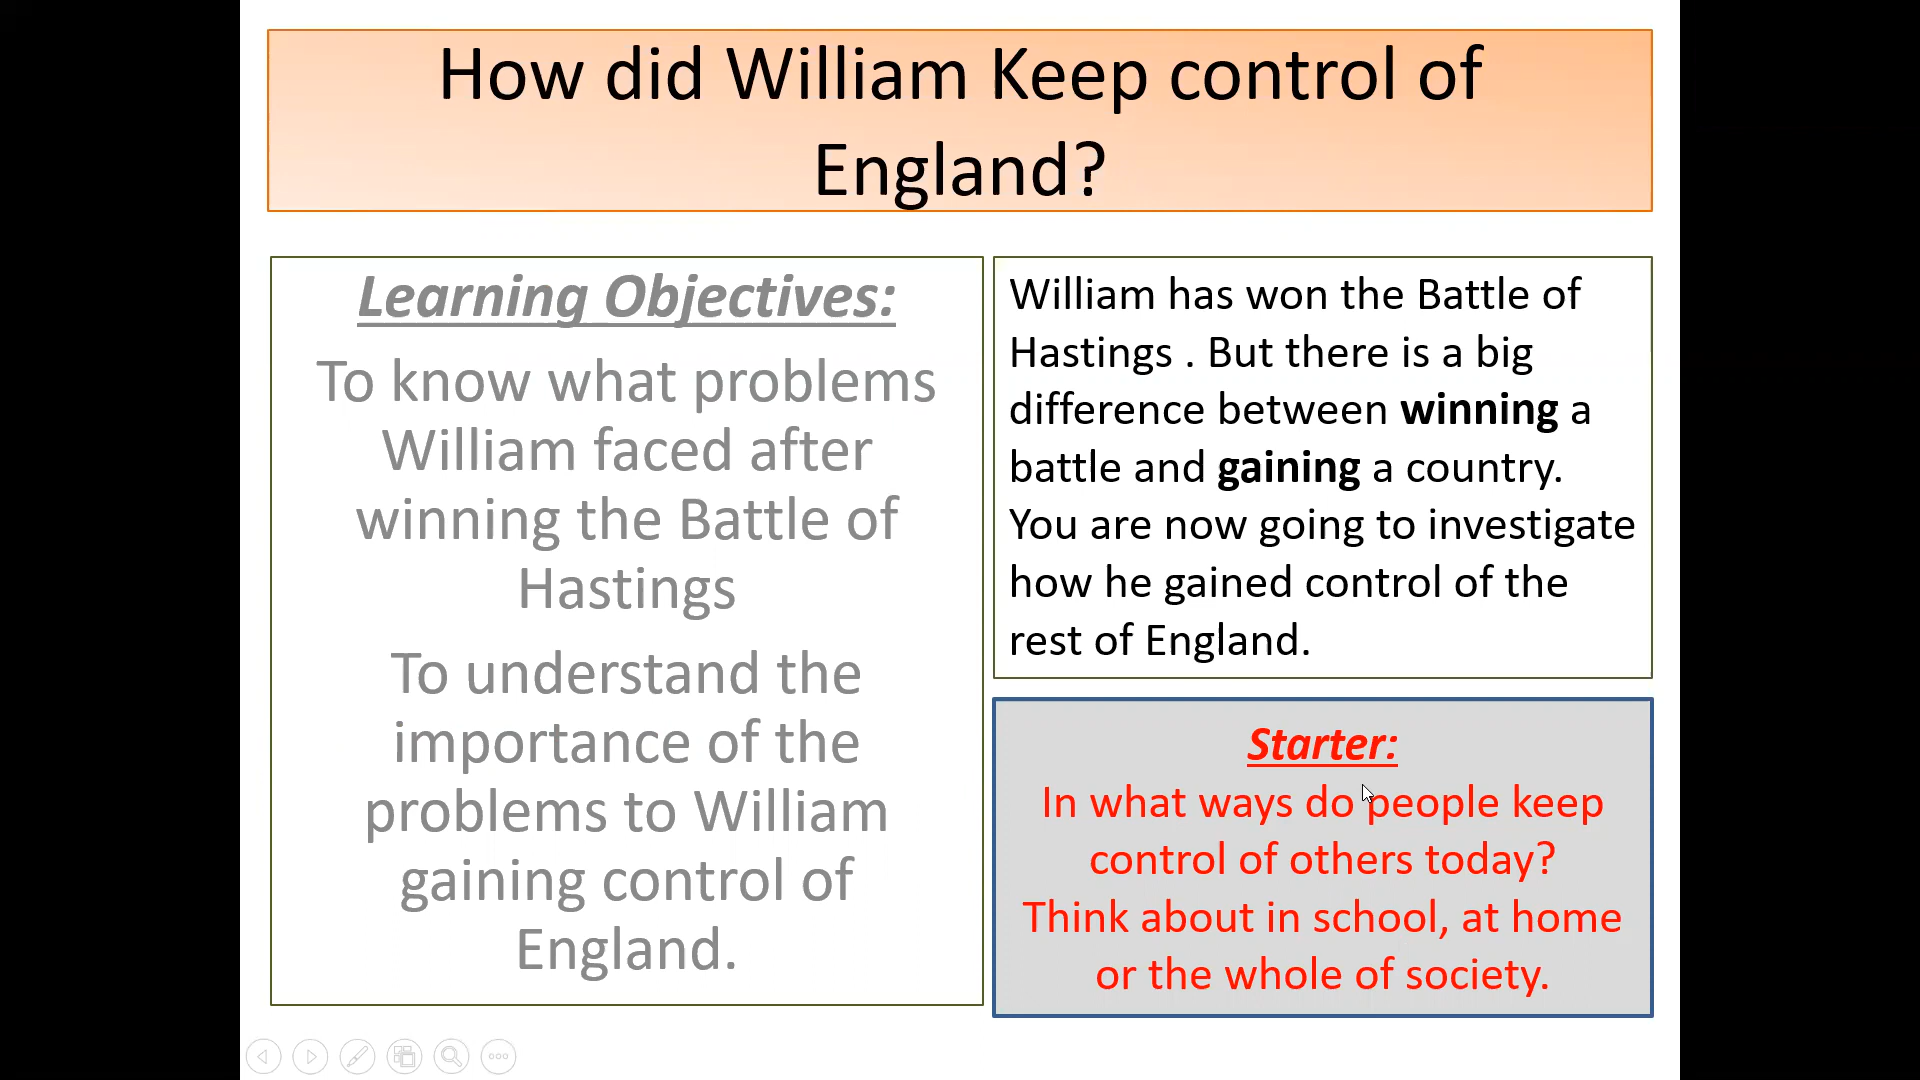 How did William Keep control of
England?
Learning Objectives:
To know what problems
William faced after
winning the Battle of
Hastings
To understand the
importance of the
problems to William
gaining control of
England.
William has won the Battle of
Hastings . But there is a big
difference between winning a
battle and gaining a country.
You are now going to investigate
how he gained control of the
rest of England.
Starter:
In what ways do people keep
control of others today?
Think about in school, at home
or the whole of society.